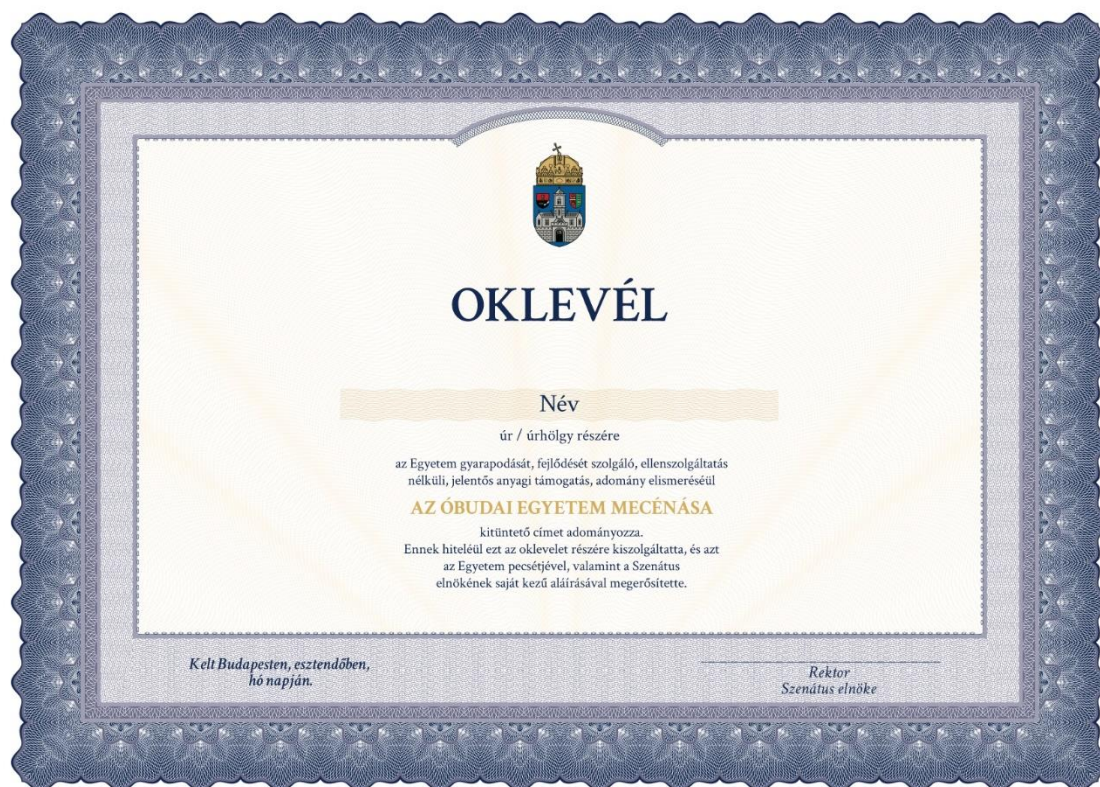 OKLEVÉL
Név
úr / úrhölgy részére
az Egyetem gyarapodását, fejlődését szolgáló, ellenszolgáltatás
nélküli, jelentős anyagi támogatás, adomány elismeréséül
AZ ÓBUDAI EGYETEM MECÉNÁSA
kitüntető címet adományozza.
Ennek hiteléül ezt az oklevelet részére kiszolgáltatta, és azt
az Egyetem pecsétjével, valamint a Szenátus
elnökének saját kezű aláírásával megerősítette.
Kelt Budapesten, esztendőben,
hó napján.
Rektor
Szenátus elnöke